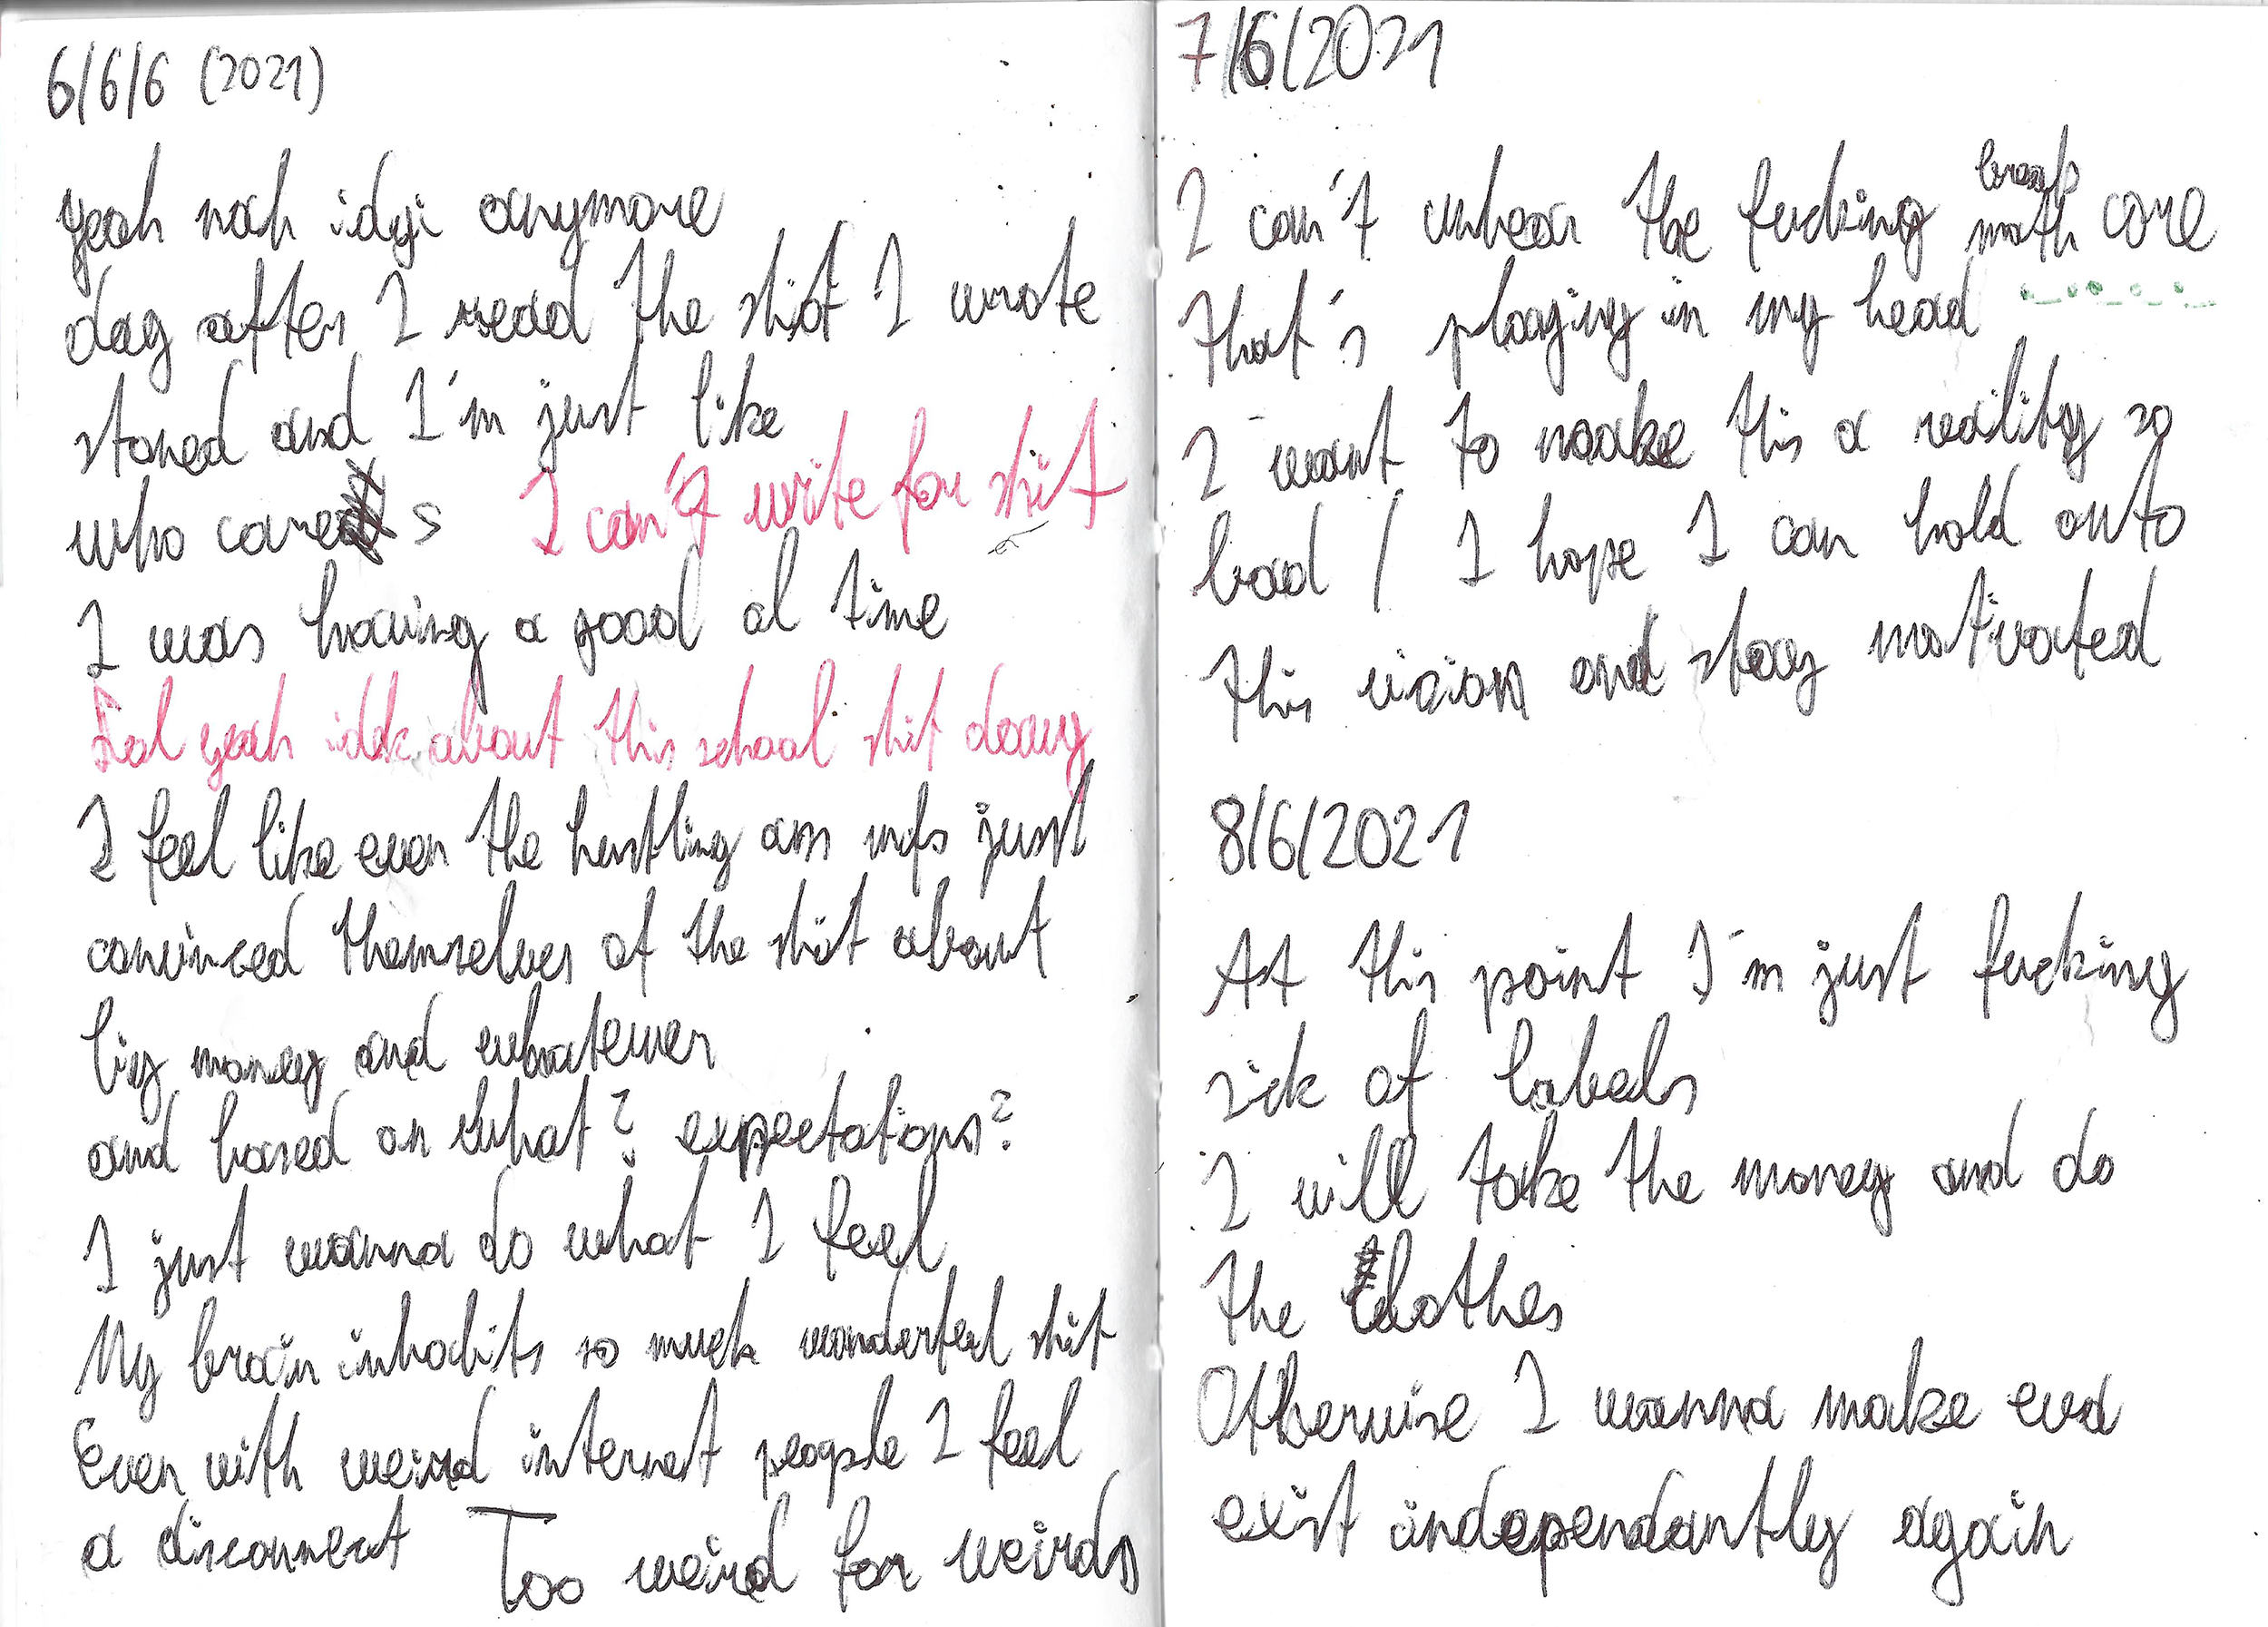 6/6/6 (2021)
yeah nah idgi anymore
day after I read the shit I wrote
stoned and I'm just like
who cares I can't write for shit
I was having a good ol time
Lol yeah idk about this school shit dawg
I feel like even the hustling ass mfs just
convinced themselves of the shit about
big money and whatever
and based on what? expectations?
I just wanna do what I feel
My brain inhabits so much wonderful shit
Even with weird internet people I feel
a disconnect Too weird for weirds
7/6/2021
break
I can't unhear the fucking math core
that's playing in my head
I want to make this a reality so
bad / I hope I can hold onto
this vision and stay motivated
8/6/2021
At this point I'm just fucking
sick of labels
I will take the money and do
the clothes
Otherwise I wanna make eva
exist independantly again